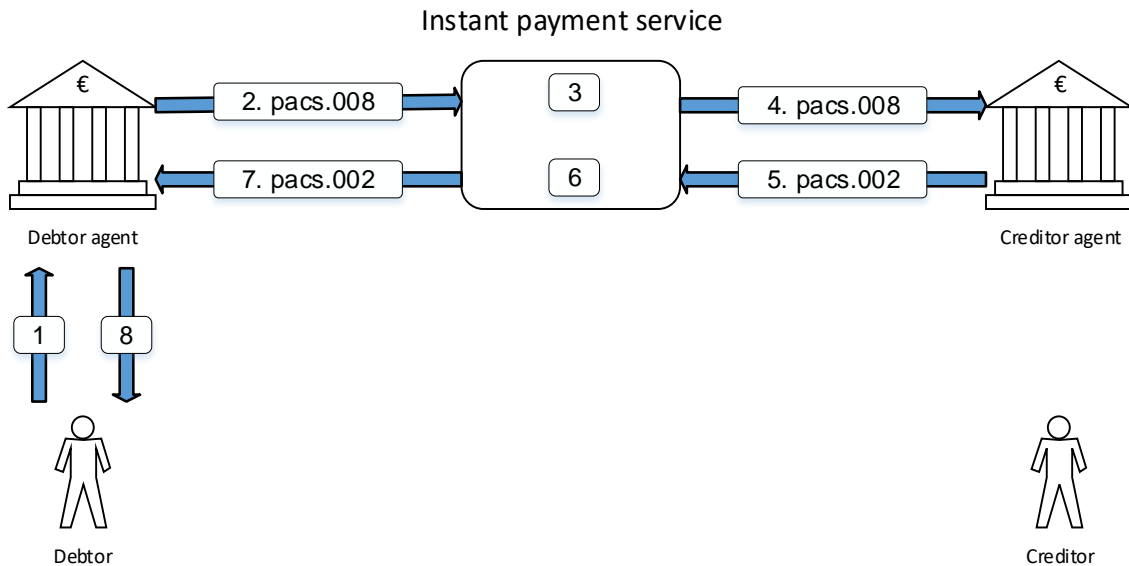 Instant payment service
€
2. pacs.008
3
4. pacs.008
€
7. pacs.002
6
5. pacs.002
Debtor agent
Creditor agent
1
8
Debtor
Creditor